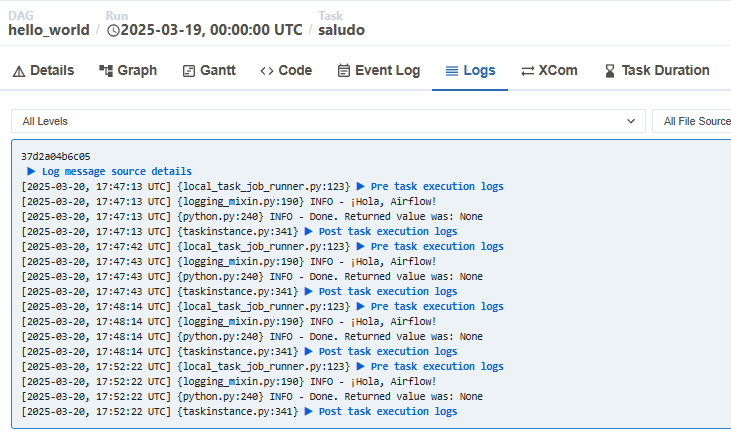 DAG Run Task
hello_world / 2025-03-19, 00:00:00 UTC / saludo
Details Graph Gantt Code Event Log Logs XCom Task Duration
All Levels All File Source
37d2a04b6c05
▶ Log message source details
[2025-03-20, 17:47:13 UTC] {local_task_job_runner.py:123} ▶ Pre task execution logs
[2025-03-20, 17:47:13 UTC] {logging_mixin.py:190} INFO - ¡Hola, Airflow!
[2025-03-20, 17:47:13 UTC] {python.py:240} INFO - Done. Returned value was: None
[2025-03-20, 17:47:13 UTC] {taskinstance.py:341} ▶ Post task execution logs
[2025-03-20, 17:47:42 UTC] {local_task_job_runner.py:123} ▶ Pre task execution logs
[2025-03-20, 17:47:43 UTC] {logging_mixin.py:190} INFO - ¡Hola, Airflow!
[2025-03-20, 17:47:43 UTC] {python.py:240} INFO - Done. Returned value was: None
[2025-03-20, 17:47:43 UTC] {taskinstance.py:341} ▶ Post task execution logs
[2025-03-20, 17:48:14 UTC] {local_task_job_runner.py:123} ▶ Pre task execution logs
[2025-03-20, 17:48:14 UTC] {logging_mixin.py:190} INFO - ¡Hola, Airflow!
[2025-03-20, 17:48:14 UTC] {python.py:240} INFO - Done. Returned value was: None
[2025-03-20, 17:48:14 UTC] {taskinstance.py:341} ▶ Post task execution logs
[2025-03-20, 17:52:22 UTC] {local_task_job_runner.py:123} ▶ Pre task execution logs
[2025-03-20, 17:52:22 UTC] {logging_mixin.py:190} INFO - ¡Hola, Airflow!
[2025-03-20, 17:52:22 UTC] {python.py:240} INFO - Done. Returned value was: None
[2025-03-20, 17:52:22 UTC] {taskinstance.py:341} ▶ Post task execution logs